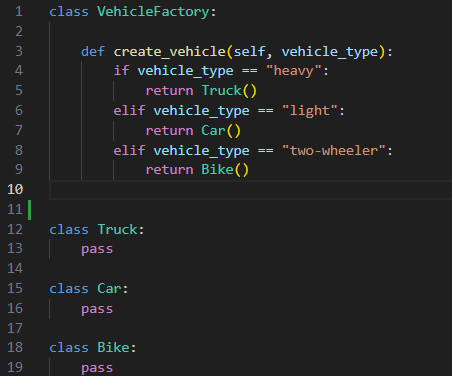 1 class VehicleFactory:
2
3     def create_vehicle(self, vehicle_type):
4         if vehicle_type == "heavy":
5             return Truck()
6         elif vehicle_type == "light":
7             return Car()
8         elif vehicle_type == "two-wheeler":
9             return Bike()
10
11
12 class Truck:
13     pass
14
15 class Car:
16     pass
17
18 class Bike:
19     pass